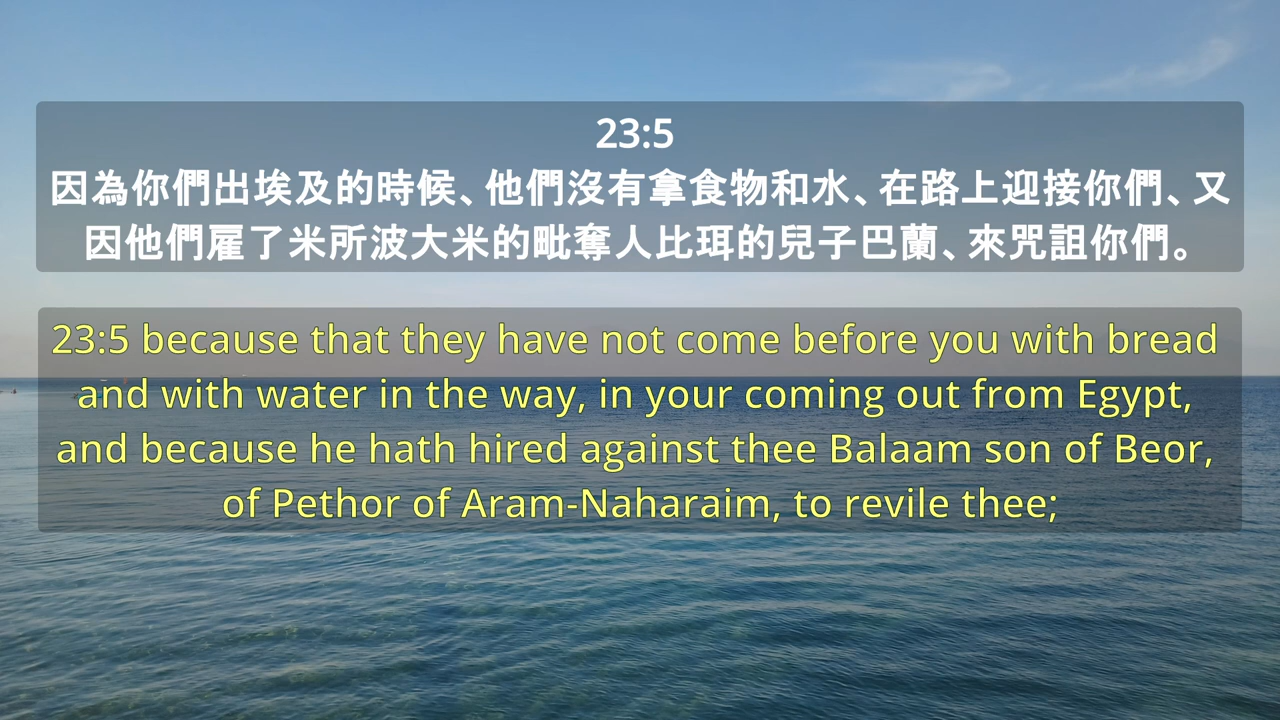 23:5
因為你們出埃及的時候、他們沒有拿食物和水、在路上迎接你們、又
因他們雇了米所波大米的毗奪人比珥的兒子巴蘭、來咒詛你們。
23:5 because that they have not come before you with bread
and with water in the way, in your coming out from Egypt,
and because he hath hired against thee Balaam son of Beor,
of Pethor of Aram-Naharaim, to revile thee;